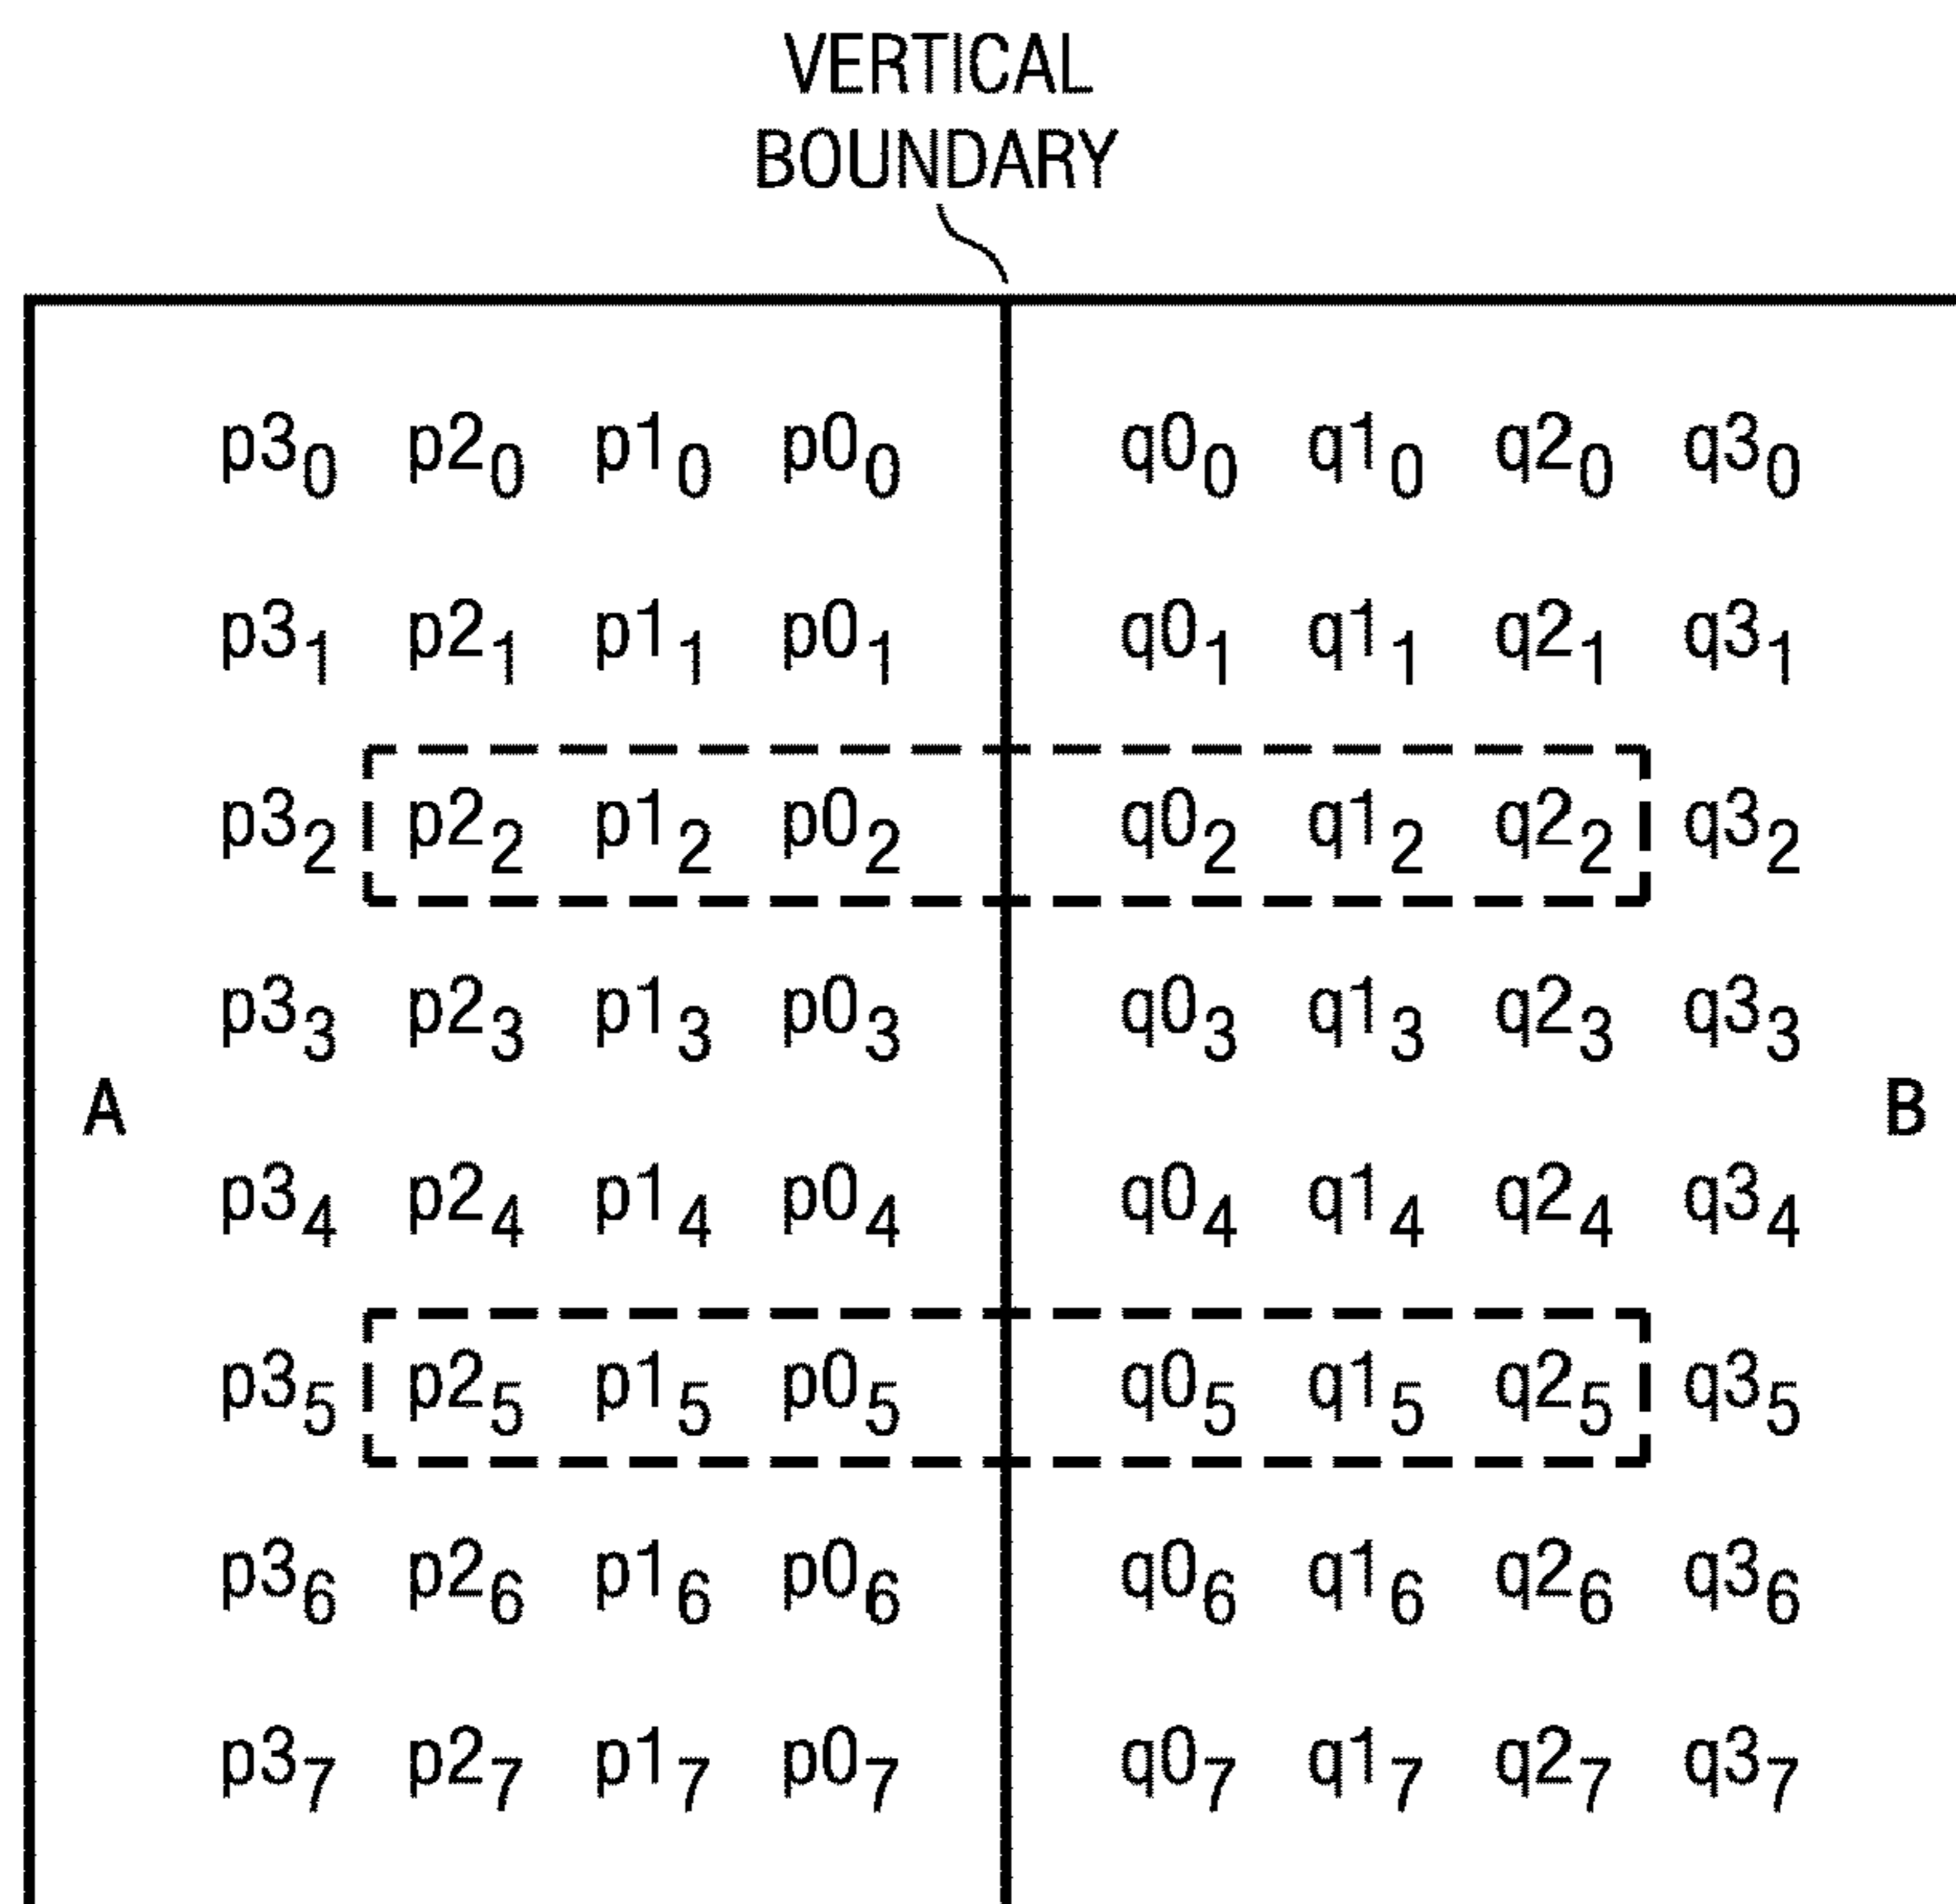 VERTICAL
BOUNDARY
p3₀ p2₀ p1₀ p0₀ q0₀ q1₀ q2₀ q3₀
p3₁ p2₁ p1₁ p0₁ q0₁ q1₁ q2₁ q3₁
p3₂ p2₂ p1₂ p0₂ q0₂ q1₂ q2₂ q3₂
p3₃ p2₃ p1₃ p0₃ q0₃ q1₃ q2₃ q3₃
A B
p3₄ p2₄ p1₄ p0₄ q0₄ q1₄ q2₄ q3₄
p3₅ p2₅ p1₅ p0₅ q0₅ q1₅ q2₅ q3₅
p3₆ p2₆ p1₆ p0₆ q0₆ q1₆ q2₆ q3₆
p3₇ p2₇ p1₇ p0₇ q0₇ q1₇ q2₇ q3₇